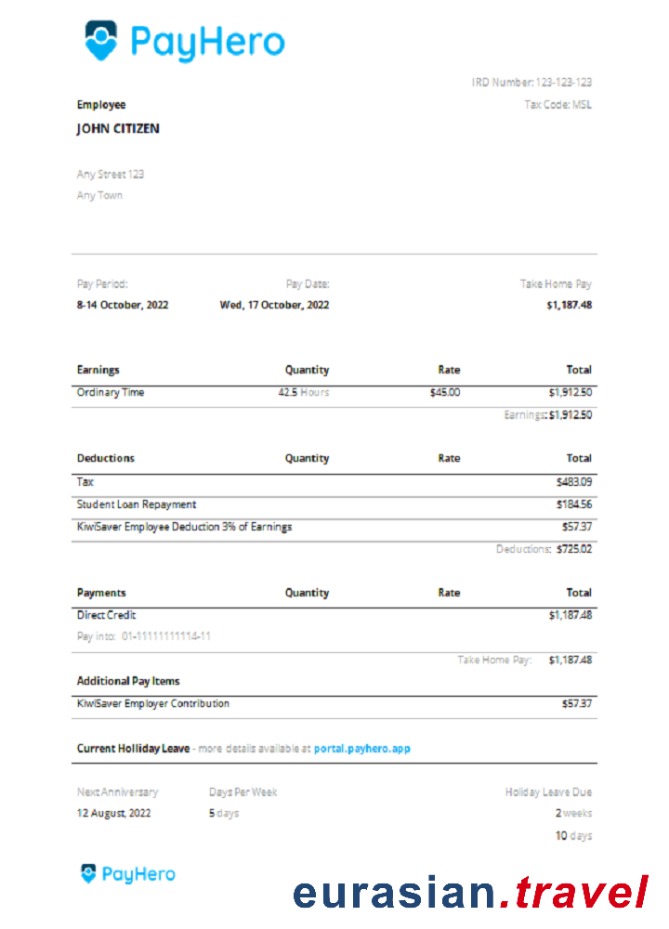 PayHero
IRD Number: 123-123-123
Employee Tax Code: MSL
JOHN CITIZEN
Any Street 123
Any Town
Pay Period: Pay Date: Take Home Pay
8-14 October, 2022 Wed, 17 October, 2022 $1,187.48
Earnings Quantity Rate Total
Ordinary Time 42.5 Hours $45.00 $1,912.50
Earnings: $1,912.50
Deductions Quantity Rate Total
Tax $483.09
Student Loan Repayment $184.56
KiwiSaver Employee Deduction 3% of Earnings $57.37
Deductions: $725.02
Payments Quantity Rate Total
Direct Credit $1,187.48
Pay into: 01-11111111114-11
Take Home Pay: $1,187.48
Additional Pay Items
KiwiSaver Employer Contribution $57.37
Current Holliday Leave - more details available at portal.payhero.app
Next Anniversary Days Per Week Holiday Leave Due
12 August, 2022 5 days 2 weeks
10 days
PayHero
eurasian.travel